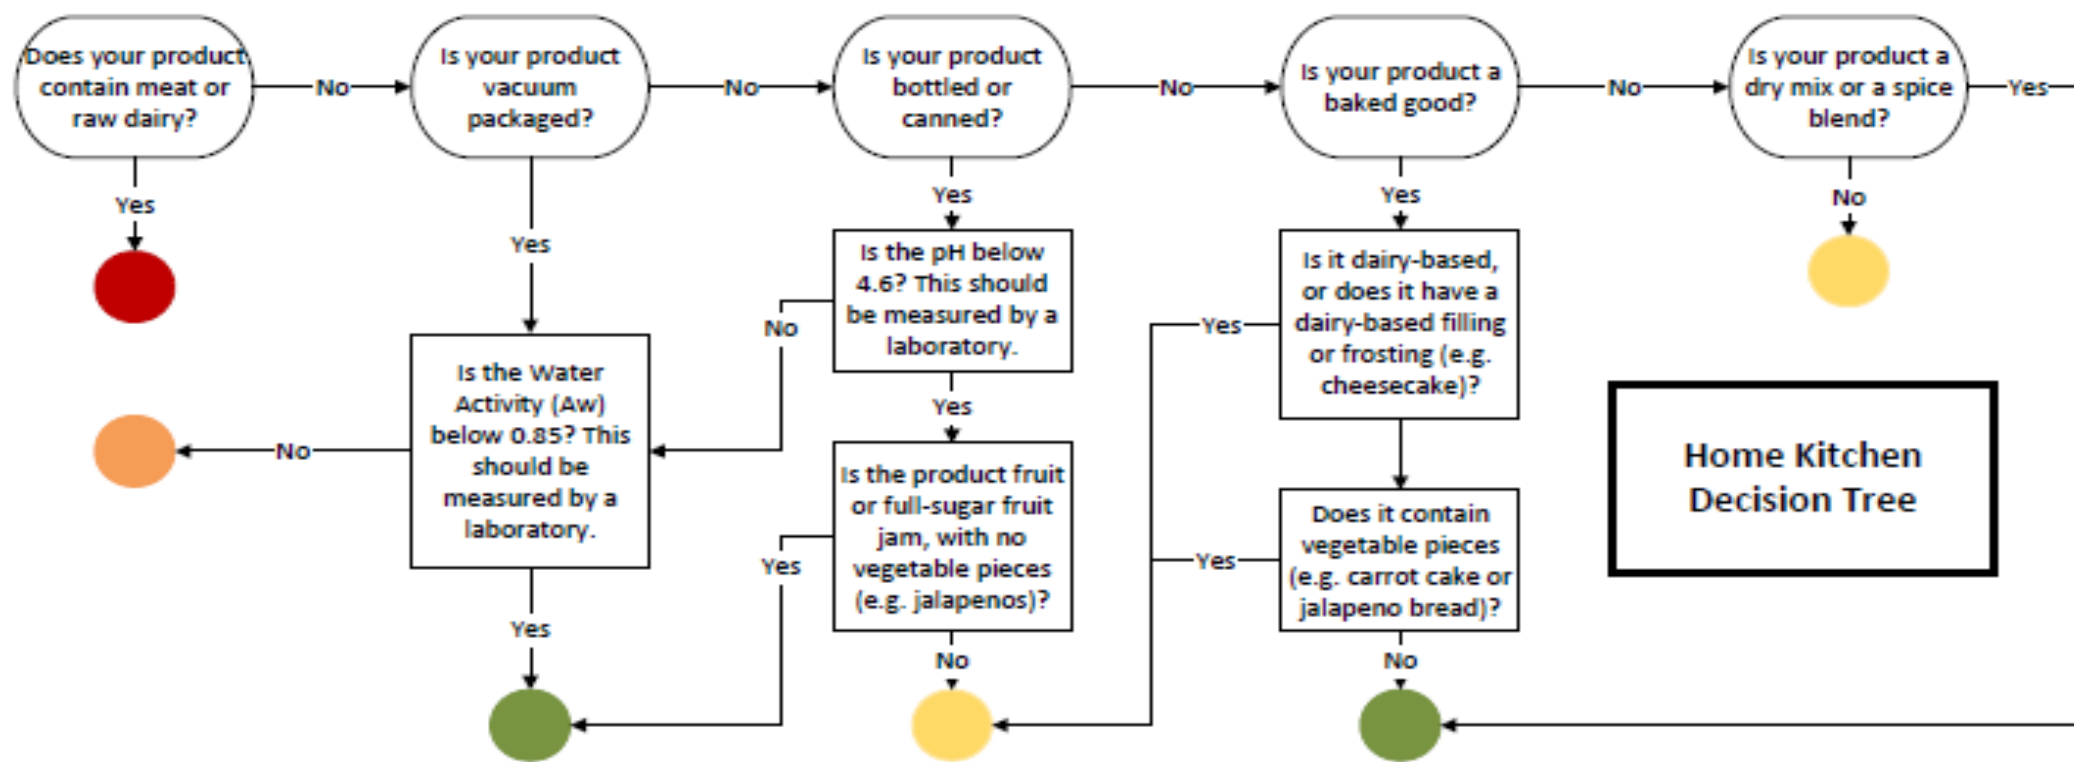 Does your product
contain meat or
raw dairy?
No
Is your product
vacuum
packaged?
No
Is your product
bottled or
canned?
No
Is your product a
baked good?
No
Is your product a
dry mix or a spice
blend?
Yes
Yes
Yes
Yes
Yes
No
Is the pH below
4.6? This should
be measured by a
laboratory.
No
Is it dairy-based,
or does it have a
dairy-based filling
or frosting (e.g.
cheesecake)?
Yes
Is the Water
Activity (Aw)
below 0.85? This
should be
measured by a
laboratory.
No
Yes
Is the product fruit
or full-sugar fruit
jam, with no
vegetable pieces
(e.g. jalapenos)?
Yes
Does it contain
vegetable pieces
(e.g. carrot cake or
jalapeno bread)?
Yes
Home Kitchen
Decision Tree
Yes
No
No